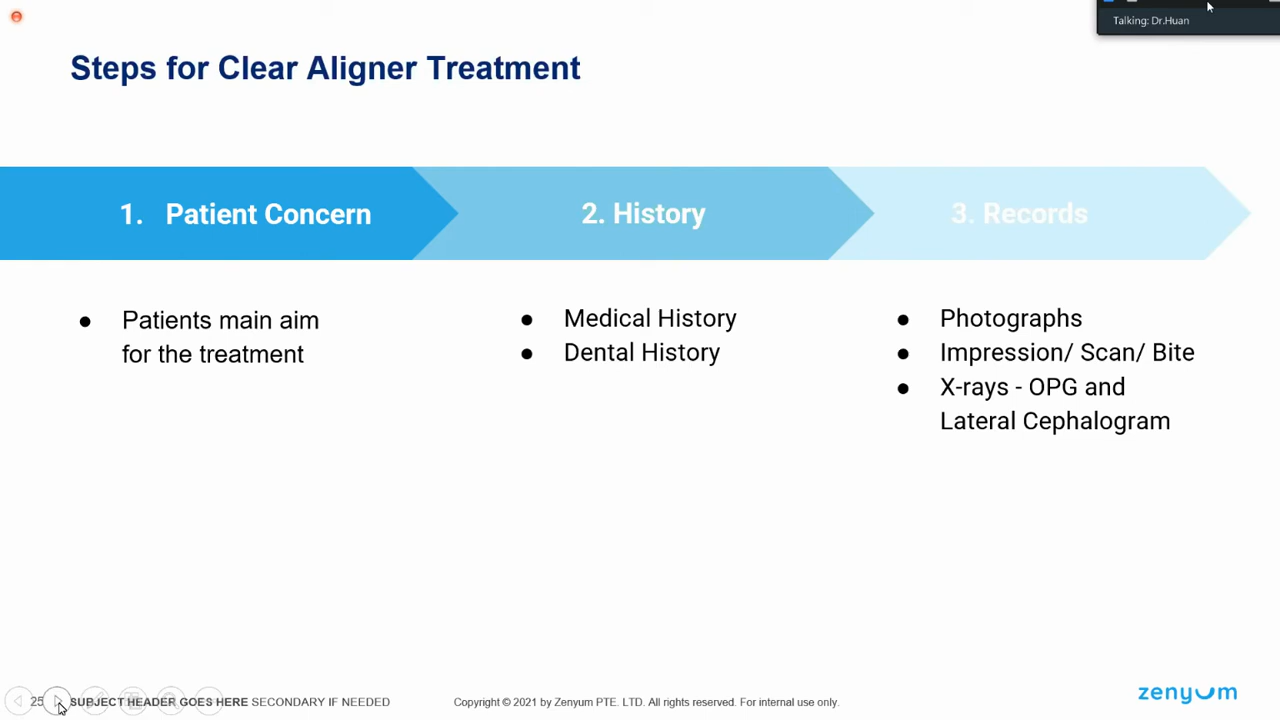 Talking: Dr.Huan
Steps for Clear Aligner Treatment
1. Patient Concern
2. History
3. Records
● Patients main aim
for the treatment
● Medical History
● Dental History
● Photographs
● Impression/ Scan/ Bite
● X-rays - OPG and
Lateral Cephalogram
25 SUBJECT HEADER GOES HERE SECONDARY IF NEEDED
Copyright © 2021 by Zenyum PTE. LTD. All rights reserved. For internal use only.
zenyum